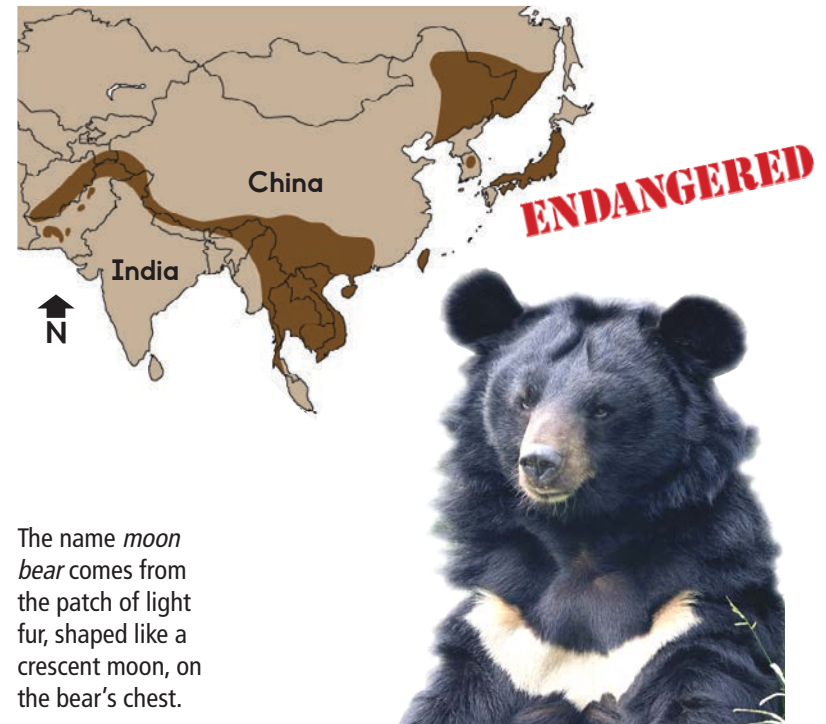 China
ENDANGERED
India
N
The name moon
bear comes from
the patch of light
fur, shaped like a
crescent moon, on
the bear's chest.